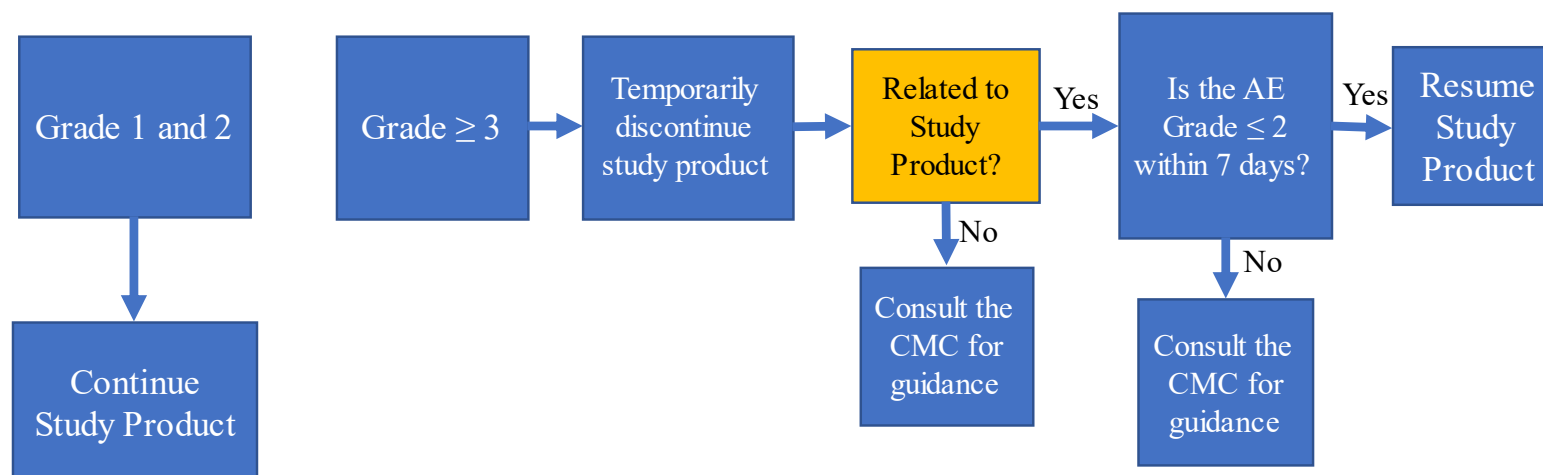 Grade 1 and 2
Continue
Study Product
Grade ≥ 3
Temporarily
discontinue
study product
Related to
Study
Product?
Yes
No
Consult the
CMC for
guidance
Is the AE
Grade ≤ 2
within 7 days?
Yes
No
Consult the
CMC for
guidance
Resume
Study
Product